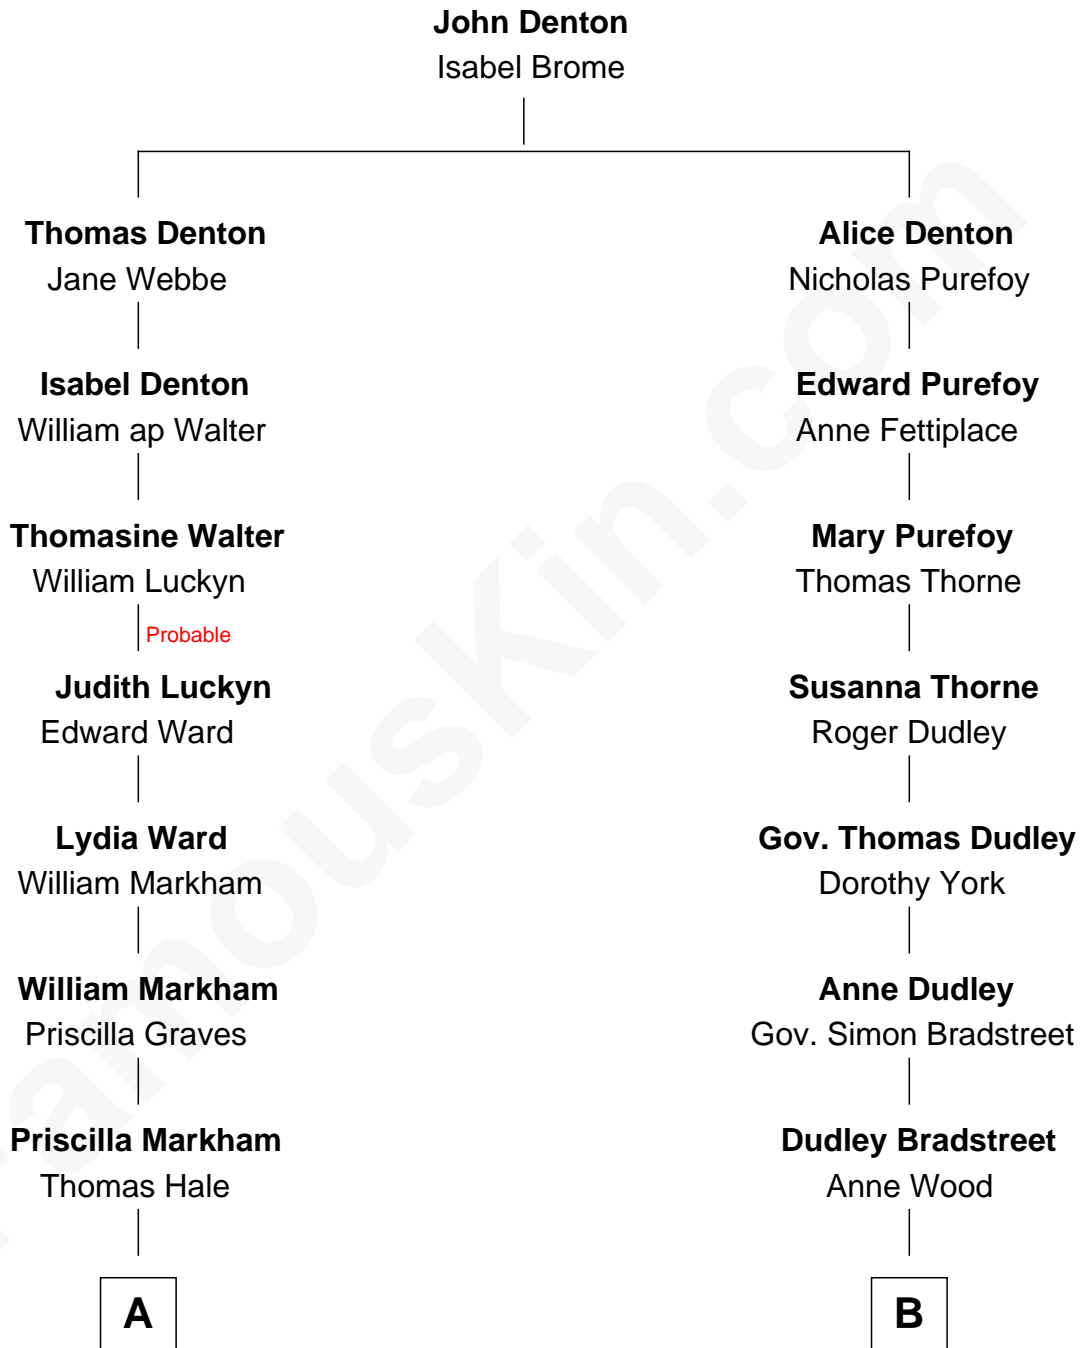 John Denton
Isabel Brome
Thomas Denton
Jane Webbe
Alice Denton
Nicholas Purefoy
Isabel Denton
William ap Walter
Edward Purefoy
Anne Fettiplace
Thomasine Walter
William Luckyn
Mary Purefoy
Thomas Thorne
Probable
Judith Luckyn
Edward Ward
Susanna Thorne
Roger Dudley
Lydia Ward
William Markham
Gov. Thomas Dudley
Dorothy York
William Markham
Priscilla Graves
Anne Dudley
Gov. Simon Bradstreet
Priscilla Markham
Thomas Hale
Dudley Bradstreet
Anne Wood
A
B
FamousKin.com